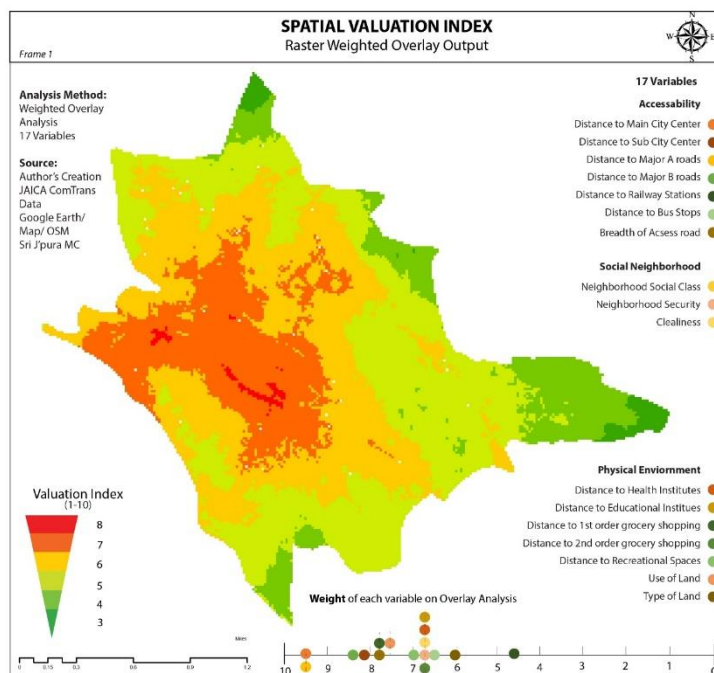 SPATIAL VALUATION INDEX
Raster Weighted Overlay Output
Frame 1
N
W
E
S
Analysis Method:
Weighted Overlay
Analysis
17 Variables
Source:
Author's Creation
JAICA ComTrans
Data
Google Earth/
Map/ OSM
Sri J'pura MC
17 Variables
Accessability
Distance to Main City Center
Distance to Sub City Center
Distance to Major A roads
Distance to Major B roads
Distance to Railway Stations
Distance to Bus Stops
Breadth of Acsess road
Social Neighborhood
Neighborhood Social Class
Neighborhood Security
Clealiness
Physical Enviornment
Distance to Health Institutes
Distance to Educational Institues
Distance to 1st order grocery shopping
Distance to 2nd order grocery shopping
Distance to Recreational Spaces
Use of Land
Type of Land
Valuation Index
(1-10)
8
7
6
5
4
3
Miles
0 0.15 0.3 0.6 0.9 1.2
Weight of each variable on Overlay Analysis
10 9 8 7 6 5 4 3 2 1 0